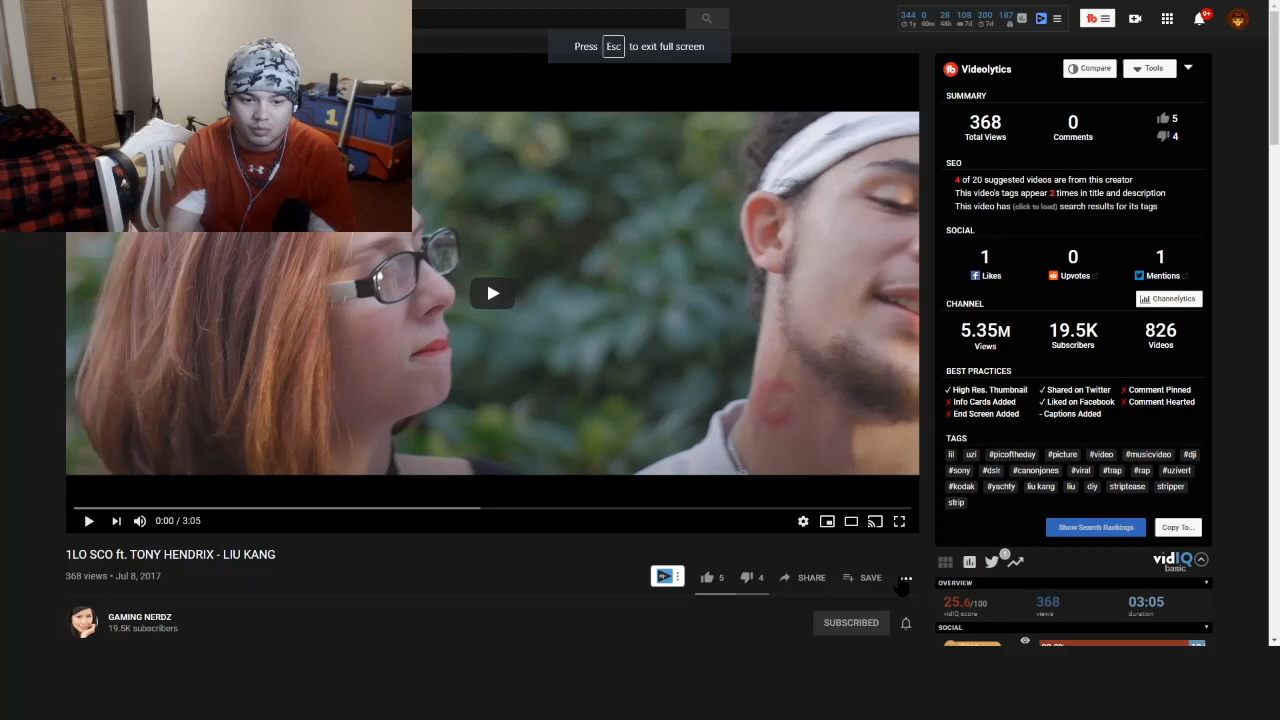 344 0 28 108 200 187
1y 60m 48h 7d 7d
Press Esc to exit full screen
9+
Videolytics Compare Tools
SUMMARY
368 0 5
Total Views Comments 4
SEO
4 of 20 suggested videos are from this creator
This video's tags appear 2 times in title and description
This video has (click to load) search results for its tags
SOCIAL
1 0 1
Likes Upvotes Mentions
CHANNEL Channelytics
5.35M 19.5K 826
Views Subscribers Videos
BEST PRACTICES
✓ High Res. Thumbnail ✓ Shared on Twitter ✗ Comment Pinned
✗ Info Cards Added ✓ Liked on Facebook ✗ Comment Hearted
✗ End Screen Added - Captions Added
TAGS
lil uzi #picoftheday #picture #video #musicvideo #dji
#sony #dslr #canonjones #viral #trap #rap #uzivert
#kodak #yachty liu kang liu diy striptease stripper
strip
Show Search Rankings Copy To...
1
vidIQ
basic
OVERVIEW
25.6/100 368 03:05
vidIQ score views duration
SOCIAL
1
0:00 / 3:05
1LO SCO ft. TONY HENDRIX - LIU KANG
368 views • Jul 8, 2017
5 4 SHARE SAVE
GAMING NERDZ
19.5K subscribers
SUBSCRIBED